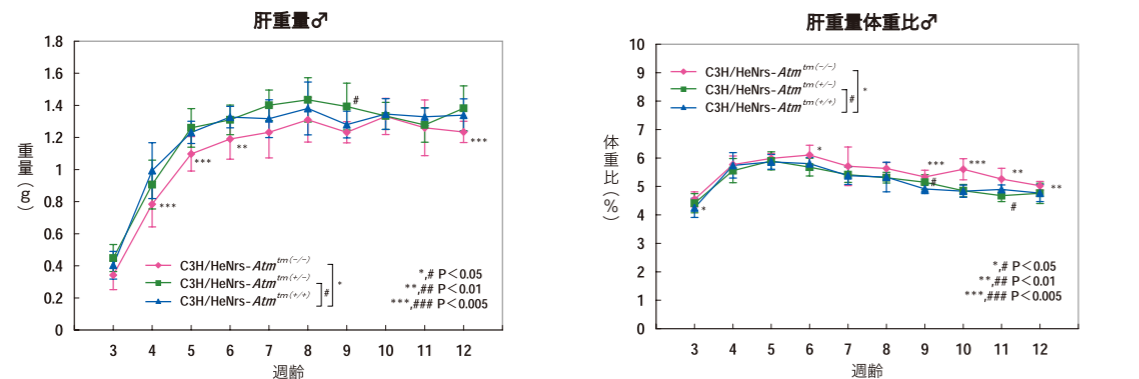 肝重量♂
重量(g)
1.8
1.6
1.4
1.2
1
0.8
0.6
0.4
0.2
0
3 4 5 6 7 8 9 10 11 12
週齢
*** *** ** # ***
C3H/HeNrs-Atm tm(-/-)
C3H/HeNrs-Atm tm(+/-)
C3H/HeNrs-Atm tm(+/+)
# *
*,# P<0.05
**,## P<0.01
***,### P<0.005
肝重量体重比♂
体重比(%)
10
9
8
7
6
5
4
3
2
1
0
3 4 5 6 7 8 9 10 11 12
週齢
C3H/HeNrs-Atm tm(-/-)
C3H/HeNrs-Atm tm(+/-)
C3H/HeNrs-Atm tm(+/+)
# *
* * *** # *** ** # **
*,# P<0.05
**,## P<0.01
***,### P<0.005